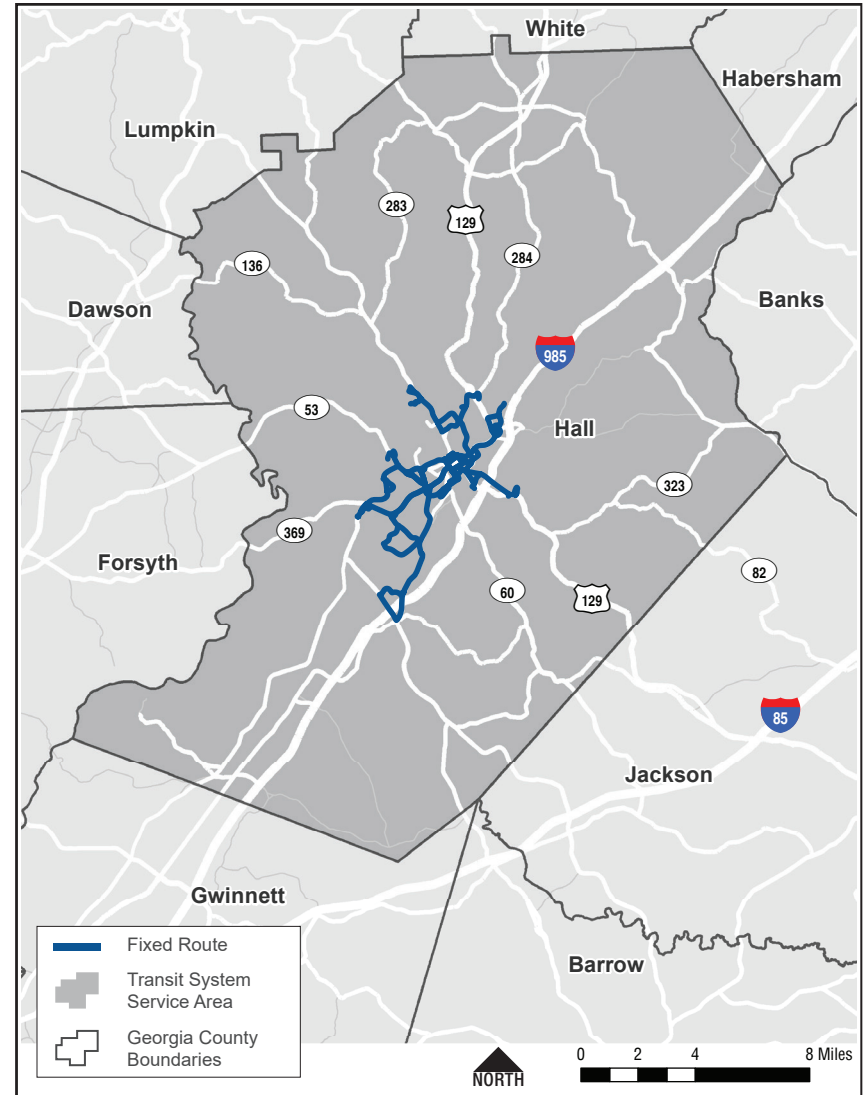 White
Habersham
Lumpkin
283
129
284
136
Banks
Dawson
985
53
Hall
323
369
Forsyth
82
60
129
85
Jackson
Gwinnett
Barrow
Fixed Route
Transit System
Service Area
Georgia County
Boundaries
NORTH
0 2 4 8 Miles